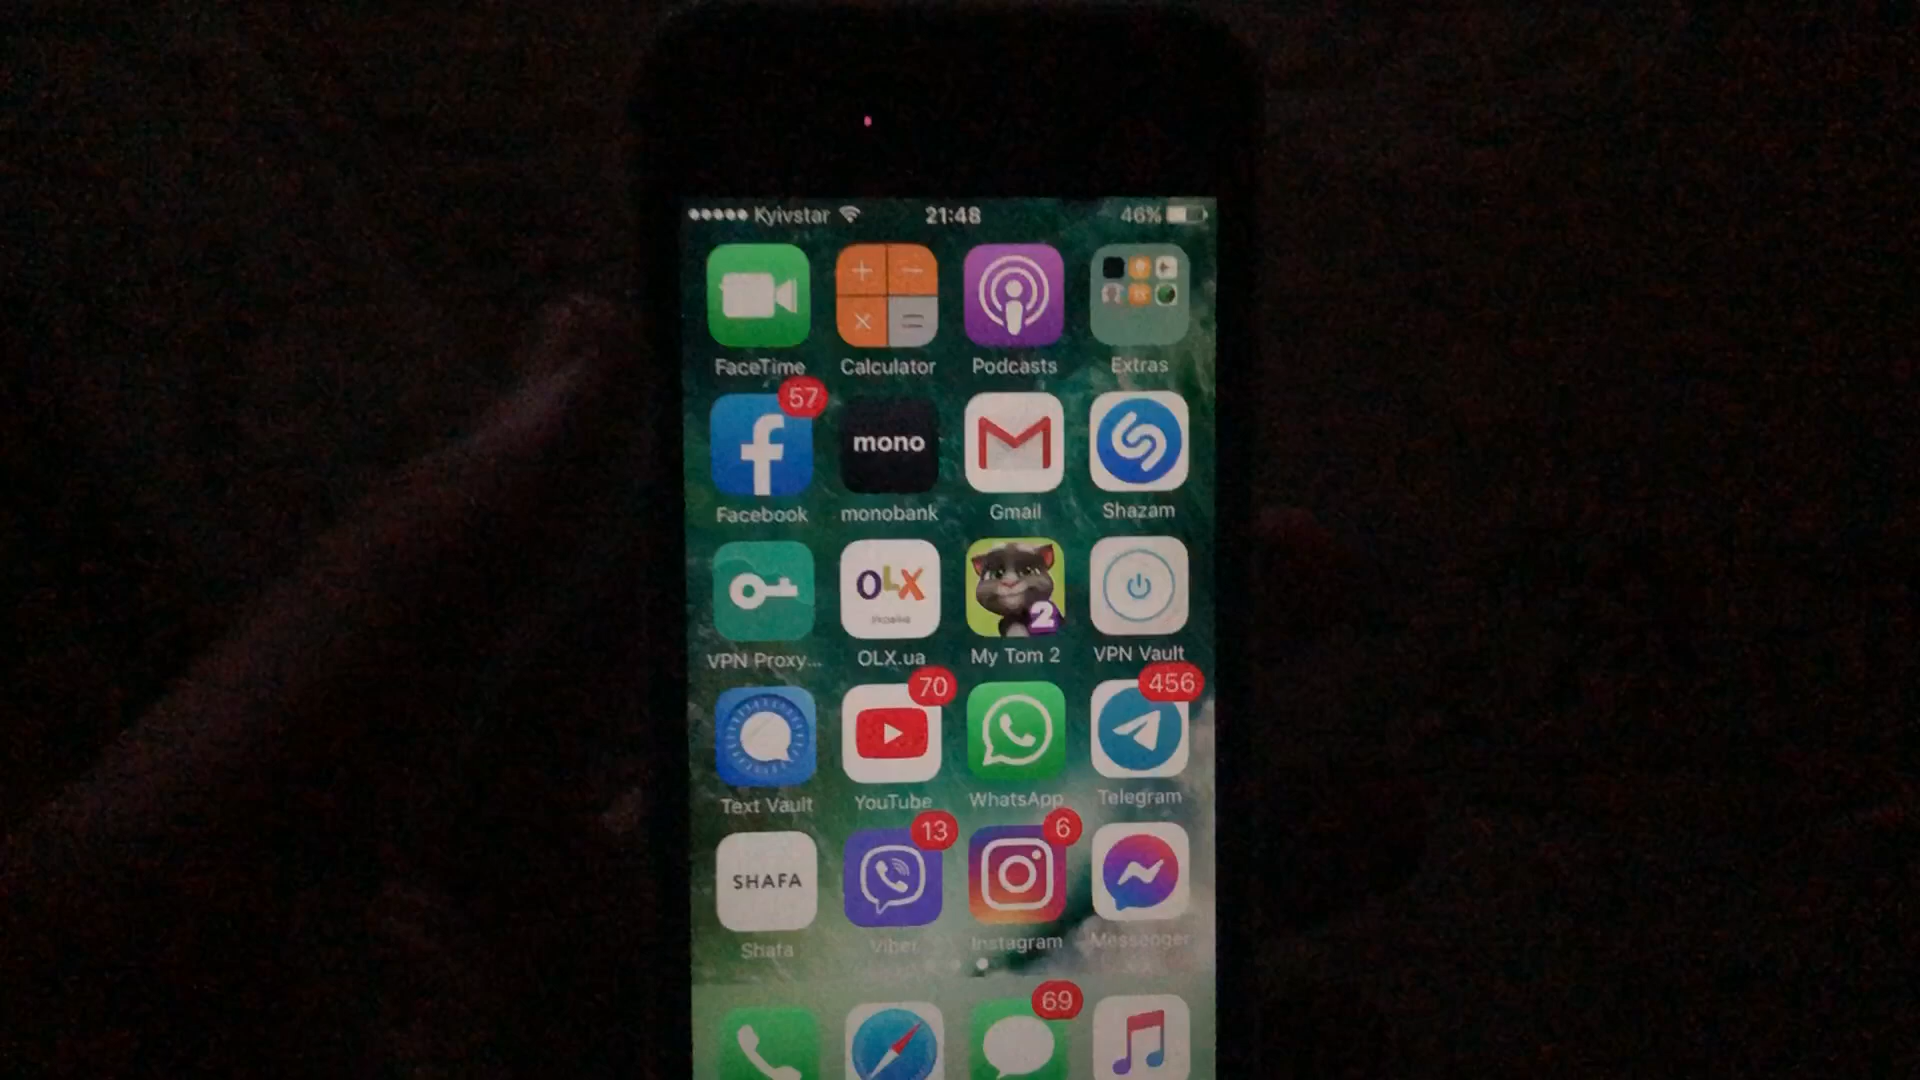 Kyivstar 21:48 46%
FaceTime Calculator Podcasts Extras
57
mono
Facebook monobank Gmail Shazam
OLX
2
VPN Proxy... OLX.ua My Tom 2 VPN Vault
70 456
Text Vault YouTube WhatsApp Telegram
13 6
SHAFA
Shafa Viber Instagram Messenger
69